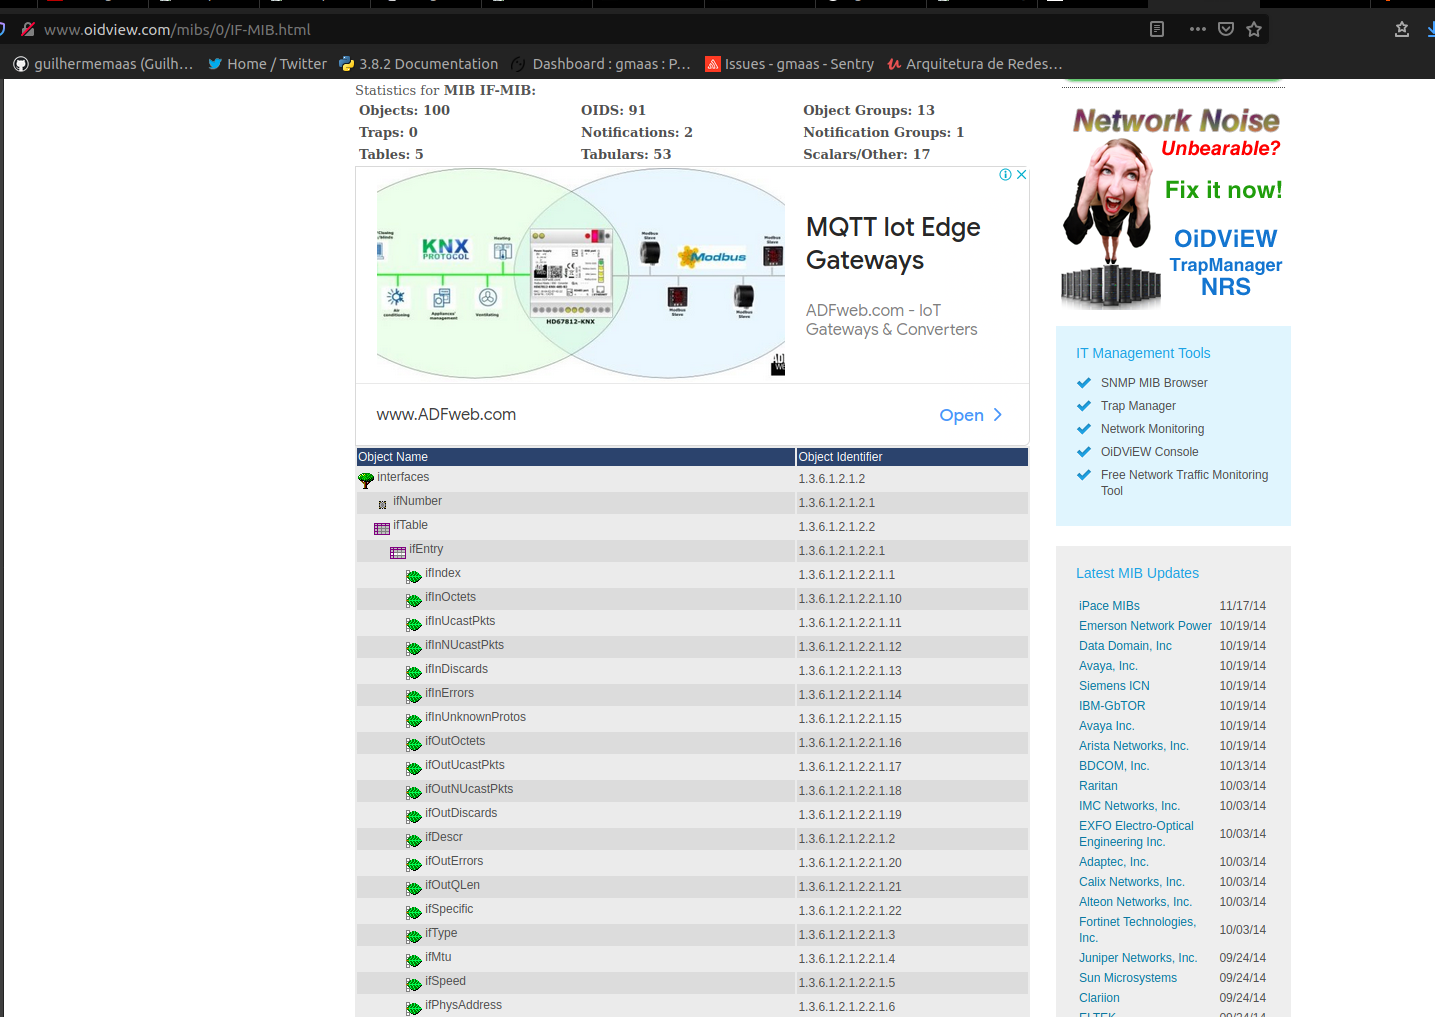 www.oidview.com/mibs/0/IF-MIB.html
guilhermemaas (Guilh…
Home / Twitter
3.8.2 Documentation
Dashboard : gmaas : P…
Issues - gmaas - Sentry
Arquitetura de Redes…
Statistics for MIB IF-MIB:
Objects: 100 OIDS: 91 Object Groups: 13
Traps: 0 Notifications: 2 Notification Groups: 1
Tables: 5 Tabulars: 53 Scalars/Other: 17
KNX
PROTOCOL
Heating
Air
conditioning
Appliances'
management
Ventilating
HD67812-KNX
Modbus
Slave
Modbus
Modbus
Slave
Modbus
Slave
Modbus
Slave
MQTT Iot Edge
Gateways
ADFweb.com - IoT
Gateways & Converters
www.ADFweb.com
Open
Object Name Object Identifier
interfaces 1.3.6.1.2.1.2
ifNumber 1.3.6.1.2.1.2.1
ifTable 1.3.6.1.2.1.2.2
ifEntry 1.3.6.1.2.1.2.2.1
ifIndex 1.3.6.1.2.1.2.2.1.1
ifInOctets 1.3.6.1.2.1.2.2.1.10
ifInUcastPkts 1.3.6.1.2.1.2.2.1.11
ifInNUcastPkts 1.3.6.1.2.1.2.2.1.12
ifInDiscards 1.3.6.1.2.1.2.2.1.13
ifInErrors 1.3.6.1.2.1.2.2.1.14
ifInUnknownProtos 1.3.6.1.2.1.2.2.1.15
ifOutOctets 1.3.6.1.2.1.2.2.1.16
ifOutUcastPkts 1.3.6.1.2.1.2.2.1.17
ifOutNUcastPkts 1.3.6.1.2.1.2.2.1.18
ifOutDiscards 1.3.6.1.2.1.2.2.1.19
ifDescr 1.3.6.1.2.1.2.2.1.2
ifOutErrors 1.3.6.1.2.1.2.2.1.20
ifOutQLen 1.3.6.1.2.1.2.2.1.21
ifSpecific 1.3.6.1.2.1.2.2.1.22
ifType 1.3.6.1.2.1.2.2.1.3
ifMtu 1.3.6.1.2.1.2.2.1.4
ifSpeed 1.3.6.1.2.1.2.2.1.5
ifPhysAddress 1.3.6.1.2.1.2.2.1.6
Network Noise
Unbearable?
Fix it now!
OiDViEW
TrapManager
NRS
IT Management Tools
SNMP MIB Browser
Trap Manager
Network Monitoring
OiDViEW Console
Free Network Traffic Monitoring
Tool
Latest MIB Updates
iPace MIBs 11/17/14
Emerson Network Power 10/19/14
Data Domain, Inc 10/19/14
Avaya, Inc. 10/19/14
Siemens ICN 10/19/14
IBM-GbTOR 10/19/14
Avaya Inc. 10/19/14
Arista Networks, Inc. 10/19/14
BDCOM, Inc. 10/13/14
Raritan 10/03/14
IMC Networks, Inc. 10/03/14
EXFO Electro-Optical
Engineering Inc. 10/03/14
Adaptec, Inc. 10/03/14
Calix Networks, Inc. 10/03/14
Alteon Networks, Inc. 10/03/14
Fortinet Technologies,
Inc. 10/03/14
Juniper Networks, Inc. 09/24/14
Sun Microsystems 09/24/14
Clariion 09/24/14
ELTEK 09/24/14